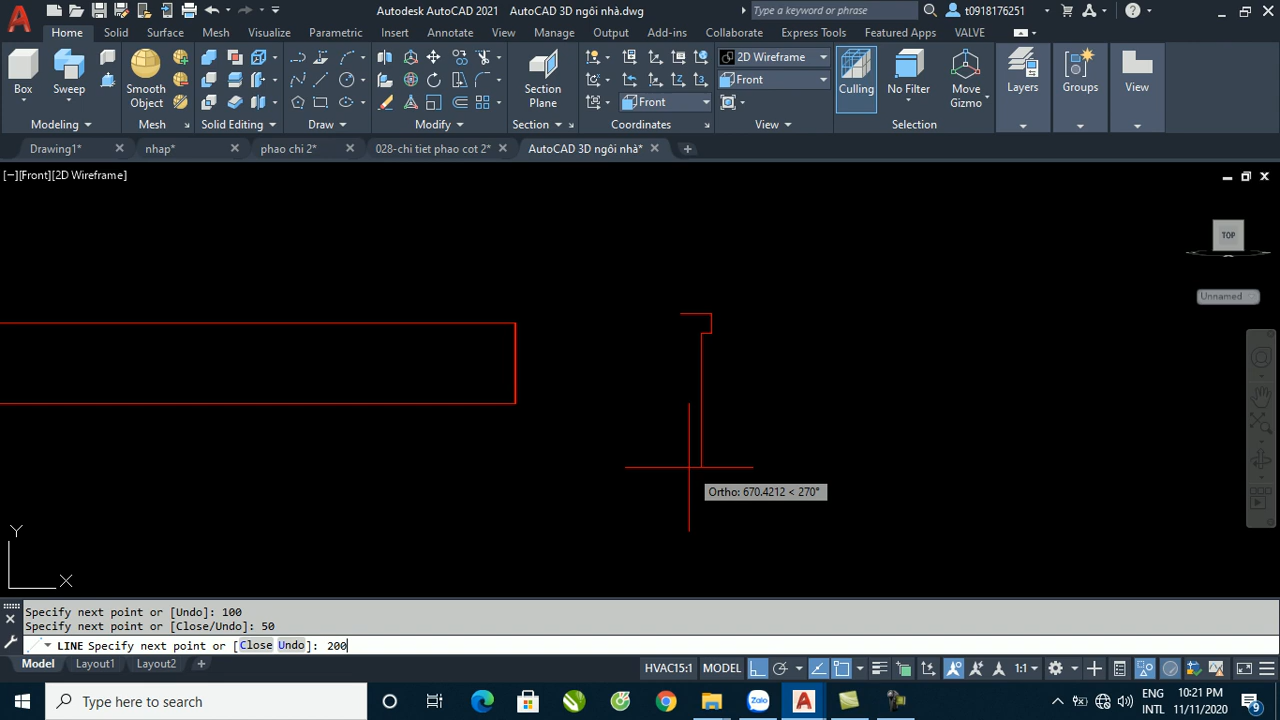 Autodesk AutoCAD 2021 AutoCAD 3D ngôi nhà.dwg
Type a keyword or phrase
t0918176251
Home Solid Surface Mesh Visualize Parametric Insert Annotate View Manage Output Add-ins Collaborate Express Tools Featured Apps VALVE
Box
Sweep
Smooth
Object
Section
Plane
Front
2D Wireframe
Front
Culling
No Filter
Move
Gizmo
Layers
Groups
View
Modeling
Mesh
Solid Editing
Draw
Modify
Section
Coordinates
View
Selection
Drawing1*
nhap*
phao chi 2*
028-chi tiet phao cot 2*
AutoCAD 3D ngôi nhà*
[−][Front][2D Wireframe]
TOP
Unnamed
Ortho: 670.4212 < 270°
Y
X
Specify next point or [Undo]: 100
Specify next point or [Close/Undo]: 50
LINE Specify next point or [Close Undo]: 200
Model Layout1 Layout2
HVAC15:1 MODEL 1:1
Type here to search
Zalo
ENG
INTL
10:21 PM
11/11/2020
9